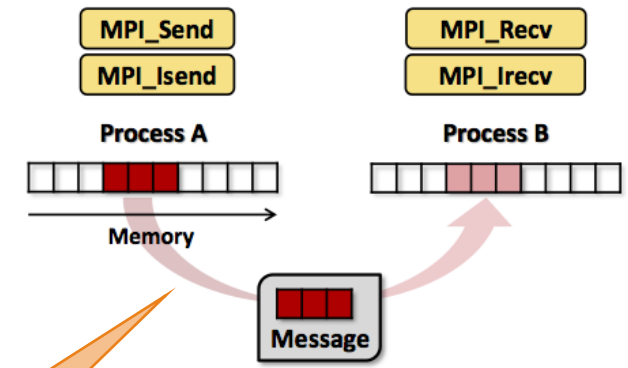 MPI_Send
MPI_Recv
MPI_Isend
MPI_Irecv
Process A
Process B
Memory
Message